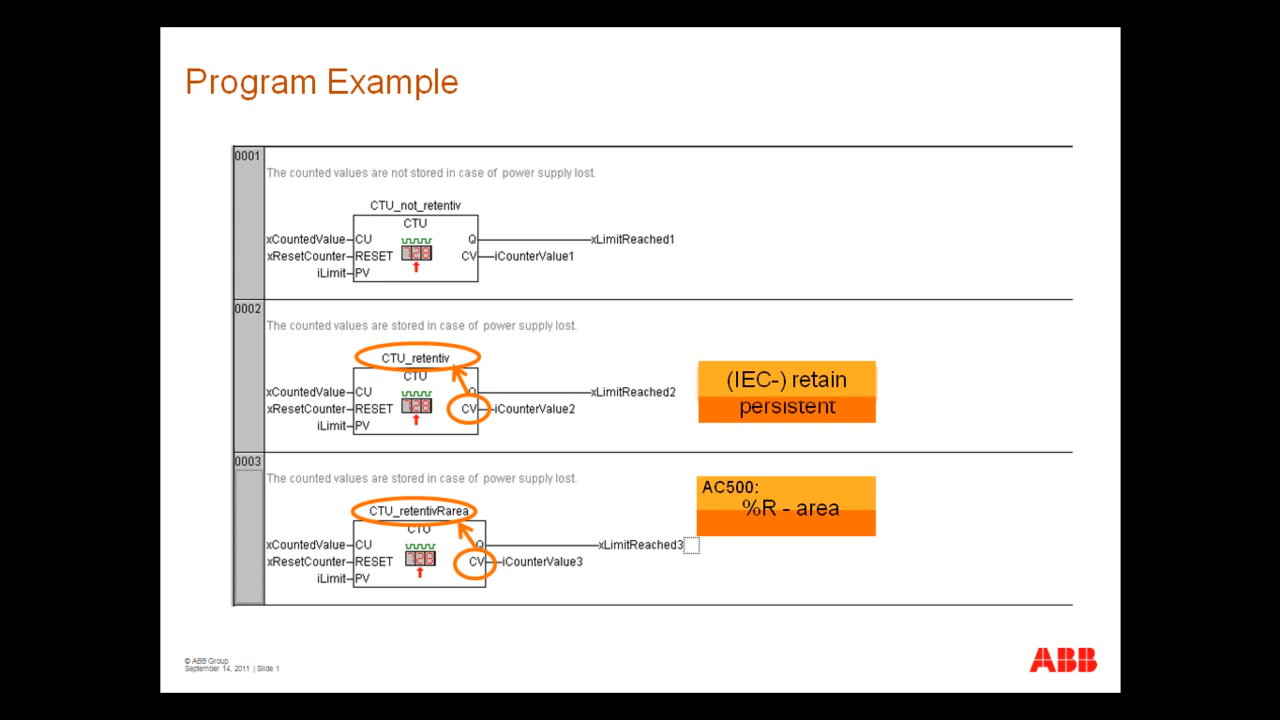 Program Example
0001
The counted values are not stored in case of power supply lost.
CTU_not_retentiv
CTU
xCountedValue CU Q xLimitReached1
xResetCounter RESET CV iCounterValue1
iLimit PV
0002
The counted values are stored in case of power supply lost.
CTU_retentiv
CTU
xCountedValue CU Q xLimitReached2
xResetCounter RESET CV iCounterValue2
iLimit PV
(IEC-) retain
persistent
0003
The counted values are stored in case of power supply lost.
CTU_retentivRarea
CTU
xCountedValue CU Q xLimitReached3
xResetCounter RESET CV iCounterValue3
iLimit PV
AC500:
%R - area
© ABB Group
September 14, 2011 | Slide 1
ABB